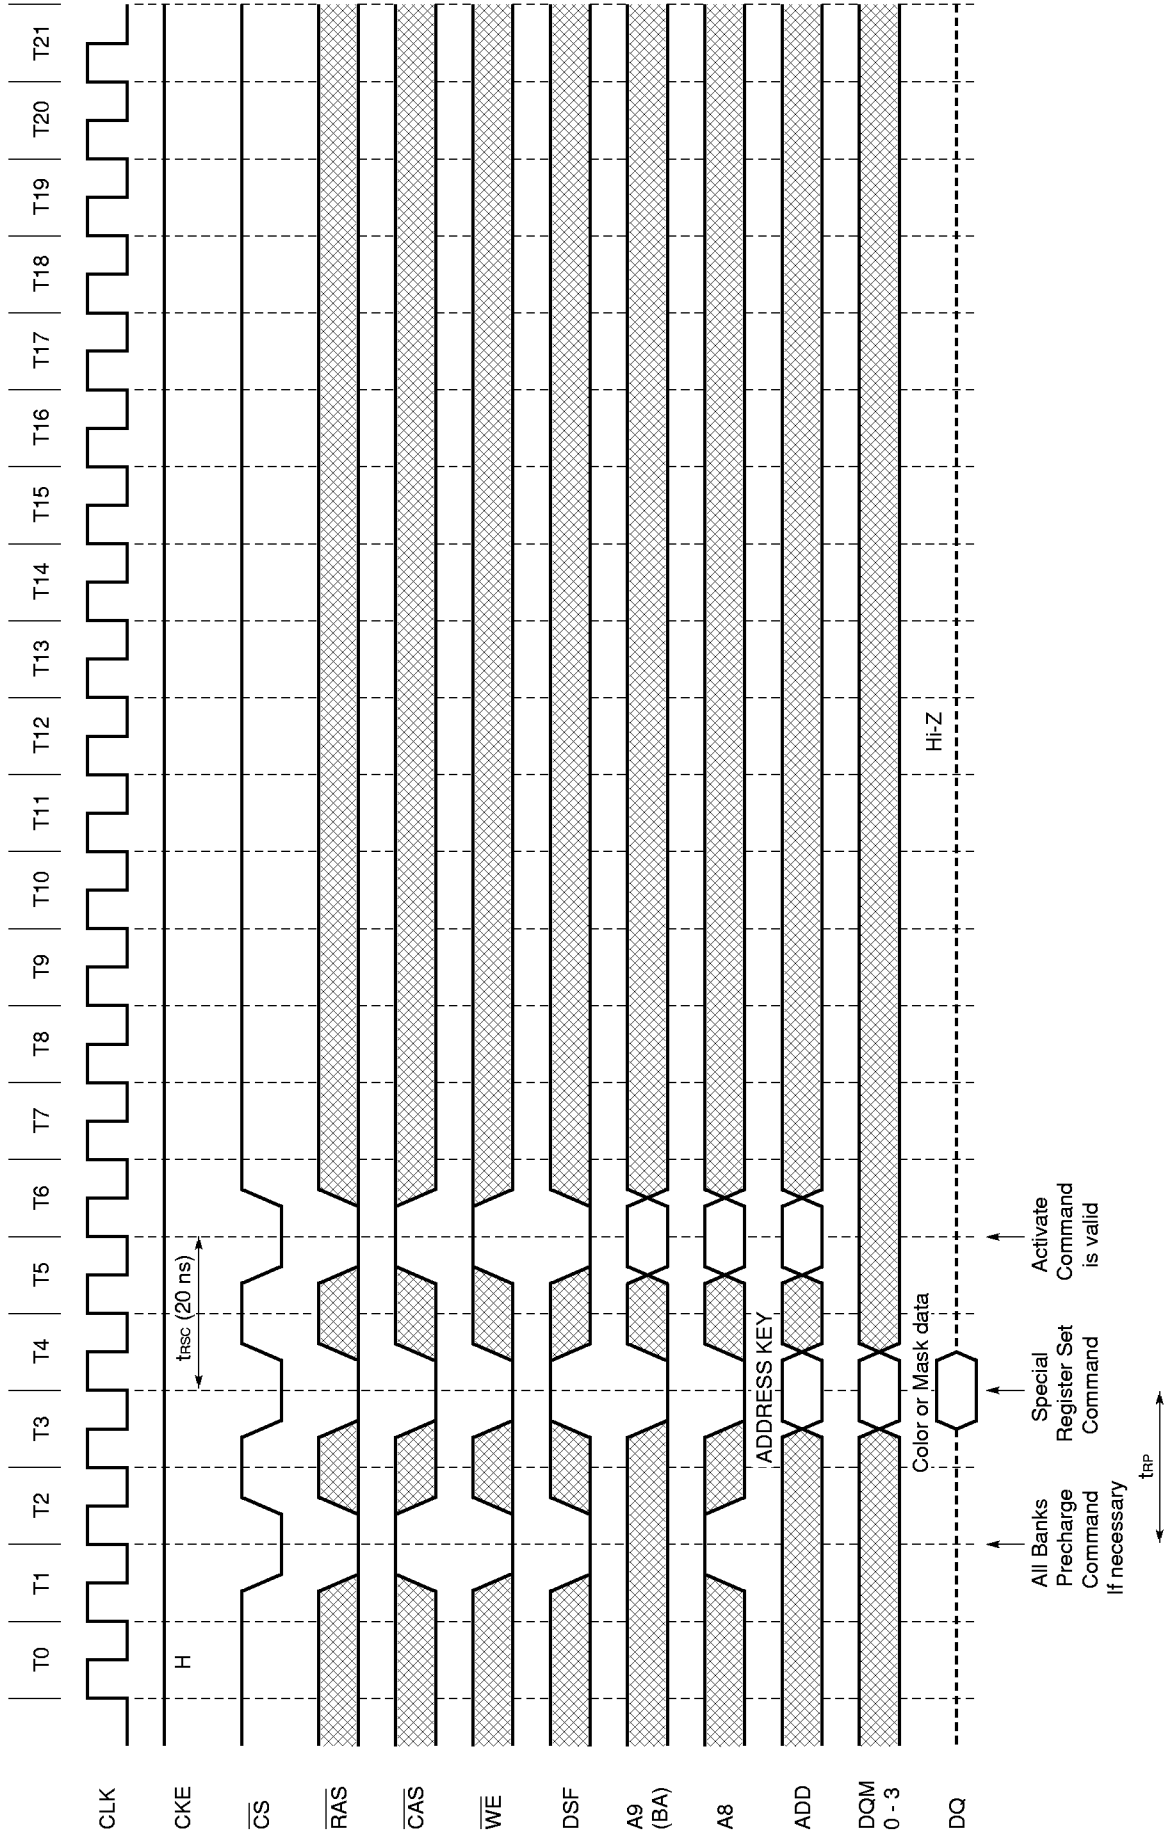 T0 T1 T2 T3 T4 T5 T6 T7 T8 T9 T10 T11 T12 T13 T14 T15 T16 T17 T18 T19 T20 T21
CLK
CKE
H
tRSC (20 ns)
CS
RAS
CAS
WE
DSF
A9
(BA)
A8
ADDRESS KEY
ADD
DQM
0 - 3
Color or Mask data
Hi-Z
DQ
All Banks
Precharge
Command
If necessary
Special
Register Set
Command
Activate
Command
is valid
tRP